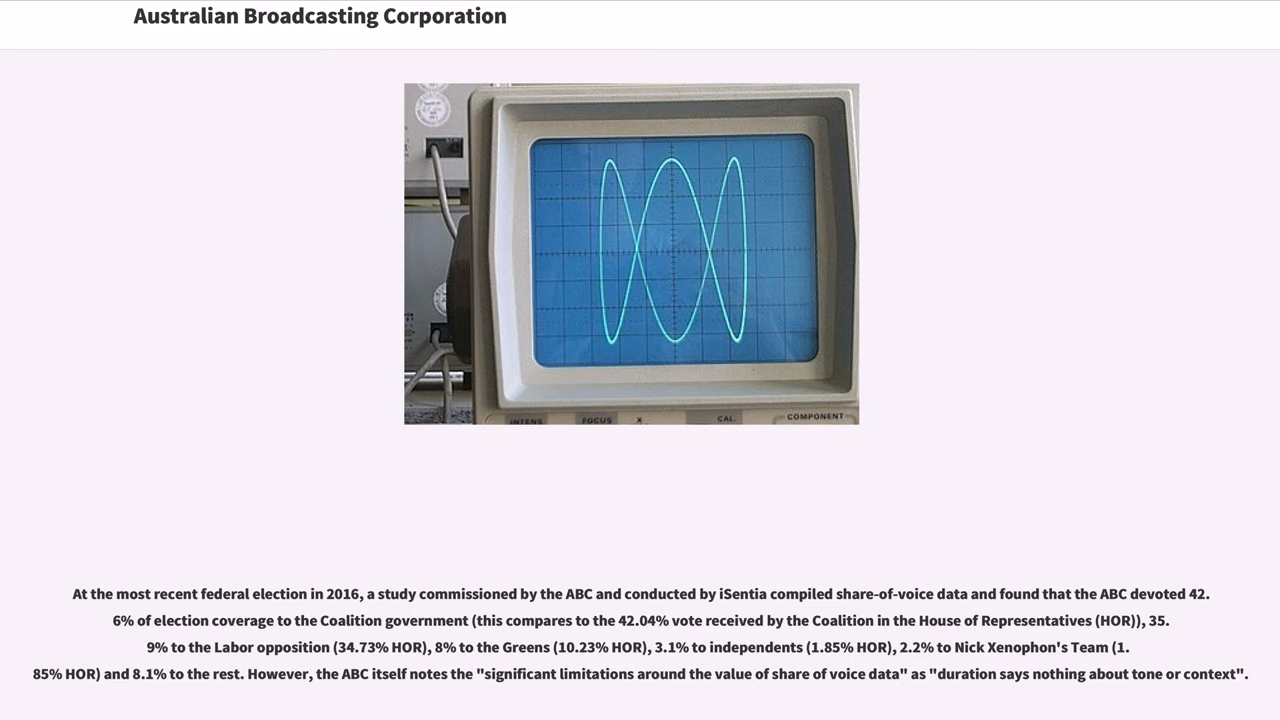 Australian Broadcasting Corporation
INTENS
FOCUS
X
CAL.
COMPONENT
At the most recent federal election in 2016, a study commissioned by the ABC and conducted by iSentia compiled share-of-voice data and found that the ABC devoted 42.
6% of election coverage to the Coalition government (this compares to the 42.04% vote received by the Coalition in the House of Representatives (HOR)), 35.
9% to the Labor opposition (34.73% HOR), 8% to the Greens (10.23% HOR), 3.1% to independents (1.85% HOR), 2.2% to Nick Xenophon's Team (1.
85% HOR) and 8.1% to the rest. However, the ABC itself notes the "significant limitations around the value of share of voice data" as "duration says nothing about tone or context".